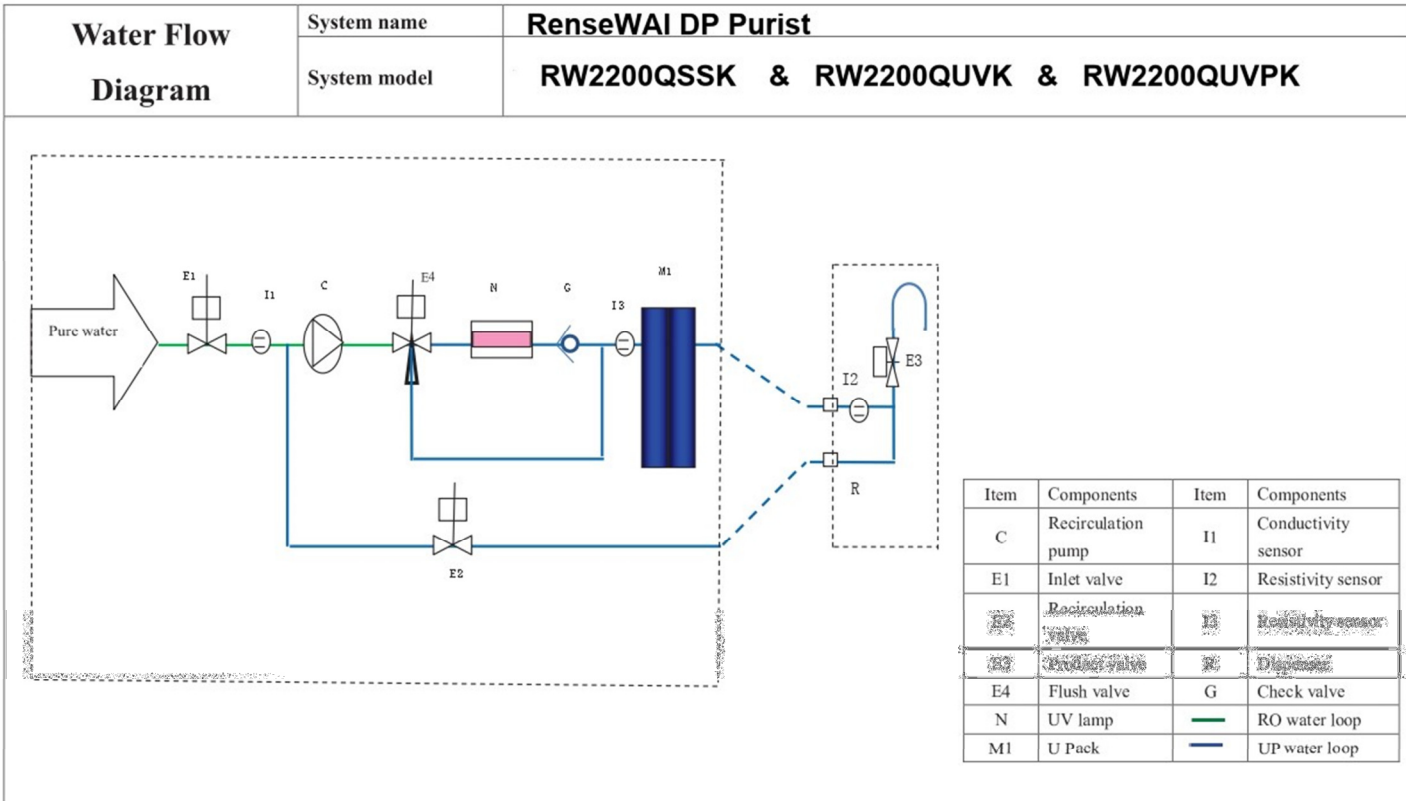 Water Flow
Diagram
System name
RenseWAI DP Purist
System model
RW2200QSSK & RW2200QUVK & RW2200QUVPK
E1
I1
C
E4
N
G
I3
M1
Pure water
E3
I2
R
E2
Item Components Item Components
C Recirculation pump I1 Conductivity sensor
E1 Inlet valve I2 Resistivity sensor
E2 Recirculation valve I3 Resistivity sensor
E3 Product valve R Dispenser
E4 Flush valve G Check valve
N UV lamp RO water loop
M1 U Pack UP water loop